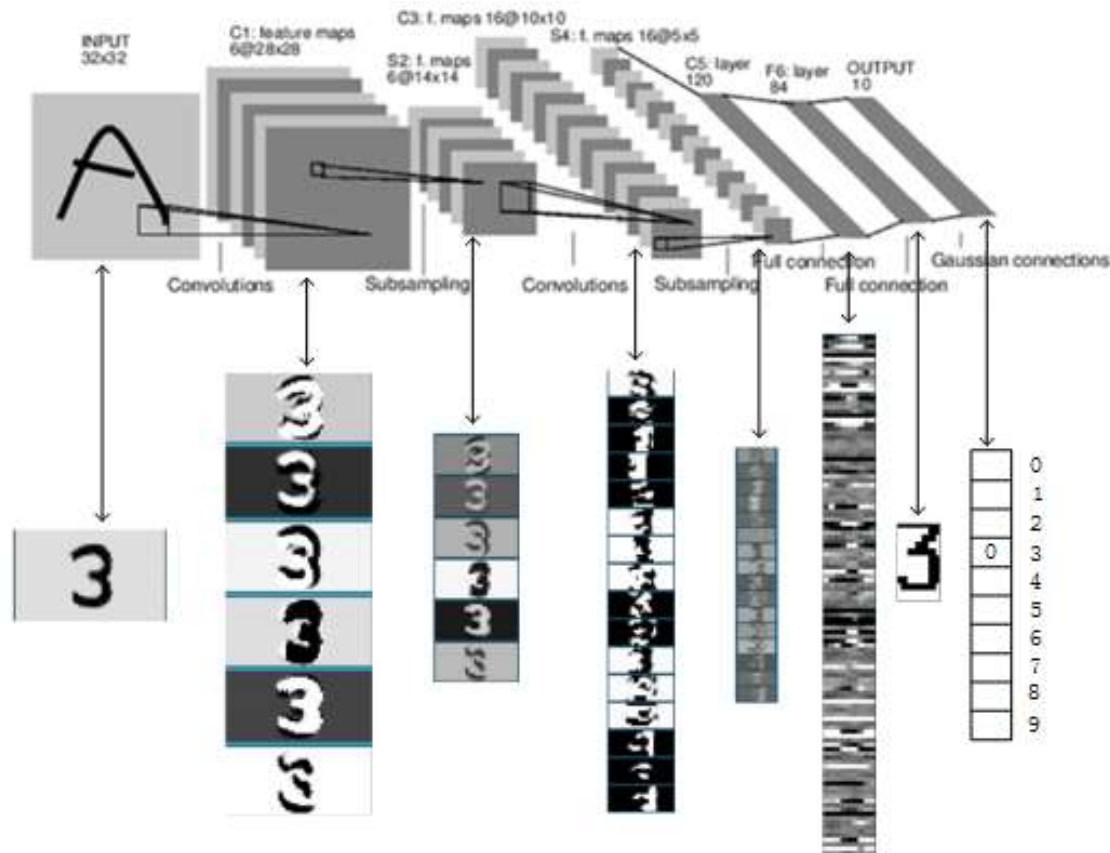 INPUT
32x32
C1: feature maps
6@28x28
S2: f. maps
6@14x14
C3: f. maps 16@10x10
S4: f. maps 16@5x5
C5: layer
120
F6: layer
84
OUTPUT
10
A
Convolutions
Subsampling
Convolutions
Subsampling
Full connection
Full connection
Gaussian connections
3
3
0
0
1
2
3
4
5
6
7
8
9